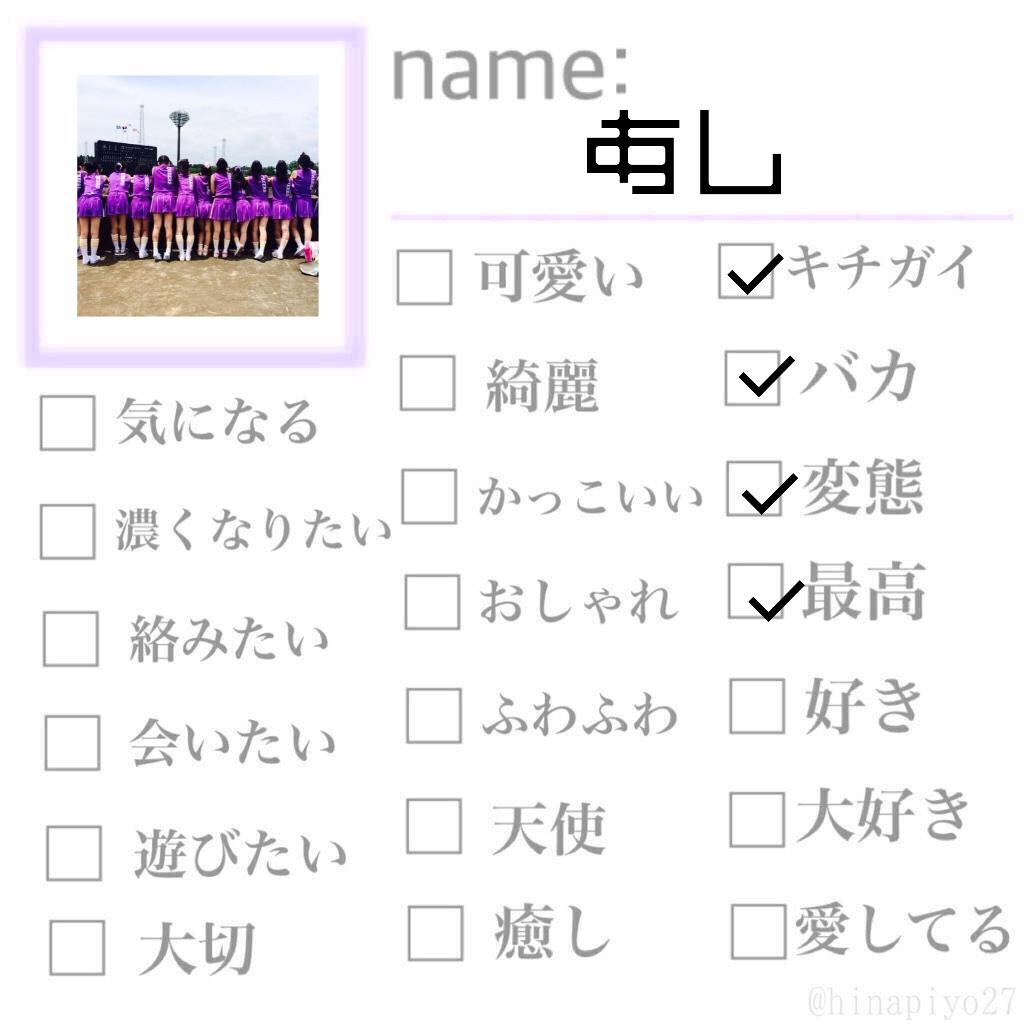 name:
あし
可愛い
綺麗
かっこいい
おしゃれ
ふわふわ
天使
癒し
キチガイ
バカ
変態
最高
好き
大好き
愛してる
気になる
濃くなりたい
絡みたい
会いたい
遊びたい
大切
@hinapiyo27